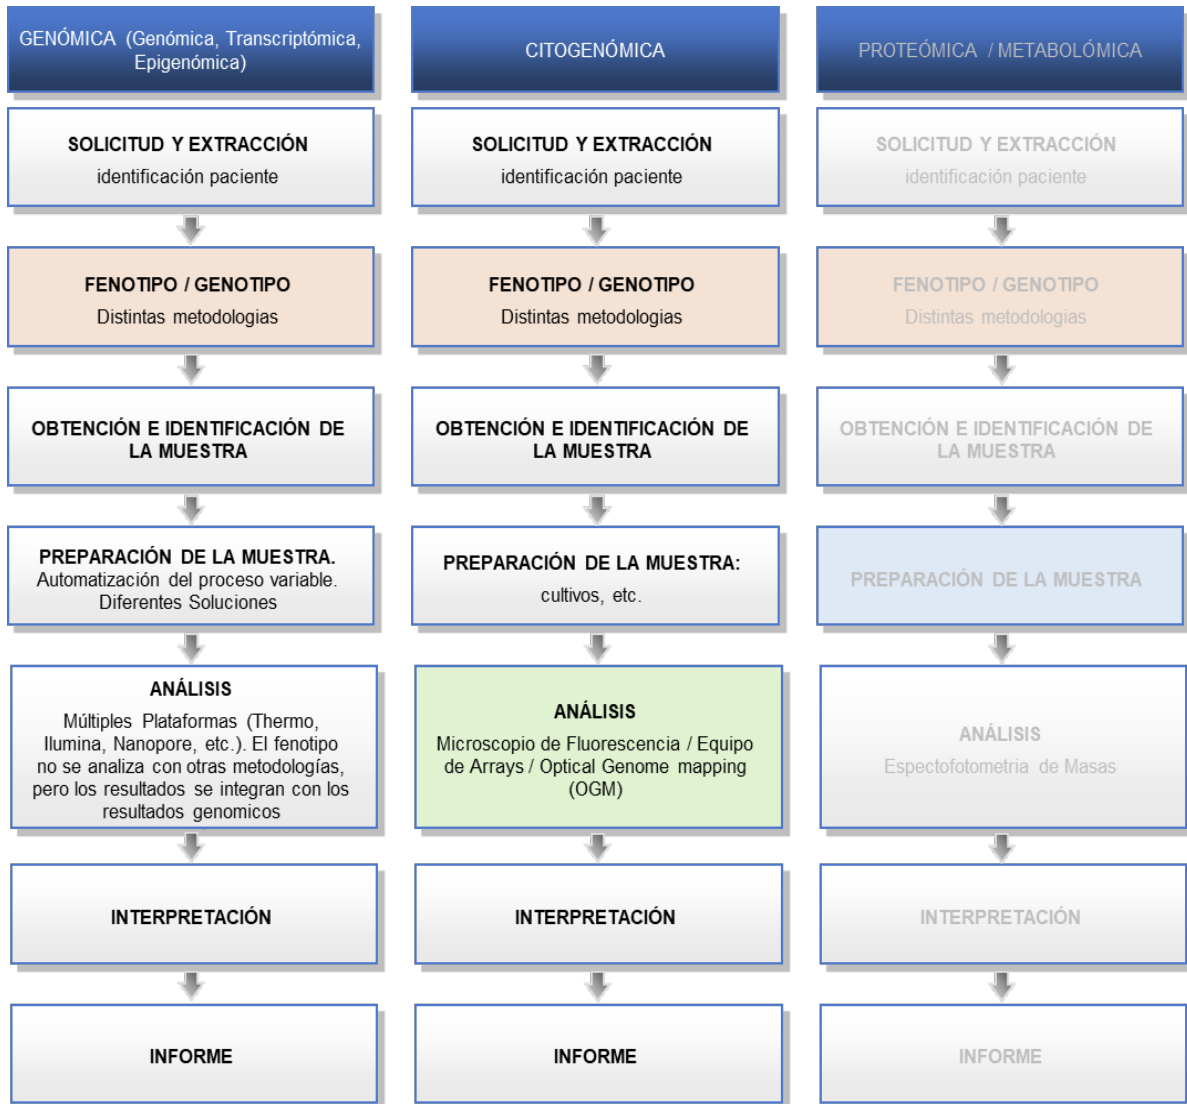 GENÓMICA (Genómica, Transcriptómica,
Epigenómica)
SOLICITUD Y EXTRACCIÓN
identificación paciente
FENOTIPO / GENOTIPO
Distintas metodologias
OBTENCIÓN E IDENTIFICACIÓN DE
LA MUESTRA
PREPARACIÓN DE LA MUESTRA.
Automatización del proceso variable.
Diferentes Soluciones
ANÁLISIS
Múltiples Plataformas (Thermo,
Ilumina, Nanopore, etc.). El fenotipo
no se analiza con otras metodologías,
pero los resultados se integran con los
resultados genomicos
INTERPRETACIÓN
INFORME
CITOGENÓMICA
SOLICITUD Y EXTRACCIÓN
identificación paciente
FENOTIPO / GENOTIPO
Distintas metodologias
OBTENCIÓN E IDENTIFICACIÓN DE
LA MUESTRA
PREPARACIÓN DE LA MUESTRA:
cultivos, etc.
ANÁLISIS
Microscopio de Fluorescencia / Equipo
de Arrays / Optical Genome mapping
(OGM)
INTERPRETACIÓN
INFORME
PROTEÓMICA / METABOLÓMICA
SOLICITUD Y EXTRACCIÓN
identificación paciente
FENOTIPO / GENOTIPO
Distintas metodologias
OBTENCIÓN E IDENTIFICACIÓN DE
LA MUESTRA
PREPARACIÓN DE LA MUESTRA
ANÁLISIS
Espectofotometria de Masas
INTERPRETACIÓN
INFORME